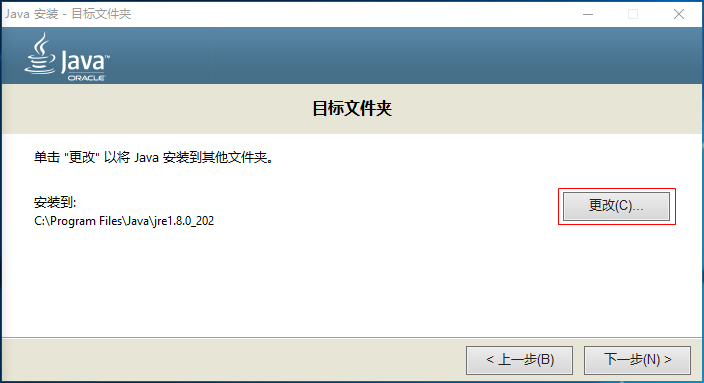 Java 安装 - 目标文件夹
Java™
ORACLE
目标文件夹
单击 "更改" 以将 Java 安装到其他文件夹。
安装到:
C:\Program Files\Java\jre1.8.0_202
更改(C)...
< 上一步(B)
下一步(N) >